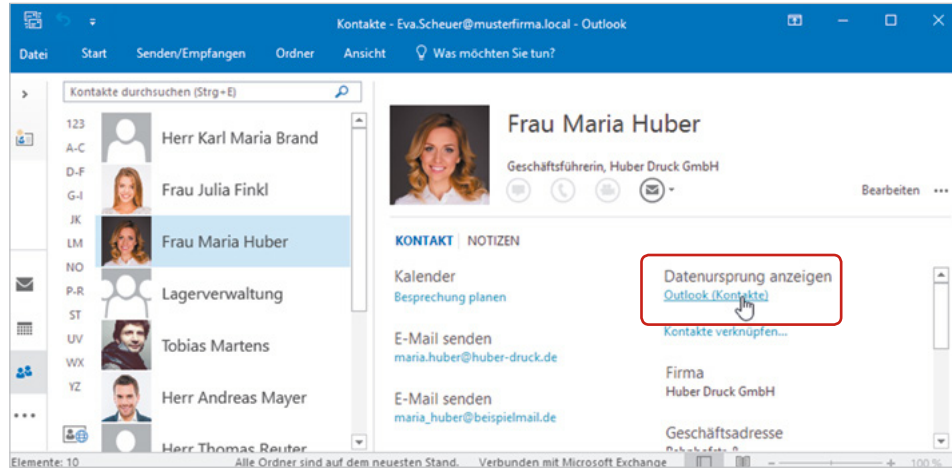 Kontakte - Eva.Scheuer@musterfirma.local - Outlook
Datei Start Senden/Empfangen Ordner Ansicht Was möchten Sie tun?
Kontakte durchsuchen (Strg+E)
123
A-C
D-F
G-I
JK
LM
NO
P-R
ST
UV
WX
YZ
Herr Karl Maria Brand
Frau Julia Finkl
Frau Maria Huber
Lagerverwaltung
Tobias Martens
Herr Andreas Mayer
Herr Thomas Reuter
Frau Maria Huber
Geschäftsführerin, Huber Druck GmbH
Bearbeiten
KONTAKT NOTIZEN
Kalender
Besprechung planen
E-Mail senden
maria.huber@huber-druck.de
E-Mail senden
maria_huber@beispielmail.de
Datenursprung anzeigen
Outlook (Kontakte)
Kontakte verknüpfen...
Firma
Huber Druck GmbH
Geschäftsadresse
Elemente: 10 Alle Ordner sind auf dem neuesten Stand. Verbunden mit Microsoft Exchange 100 %